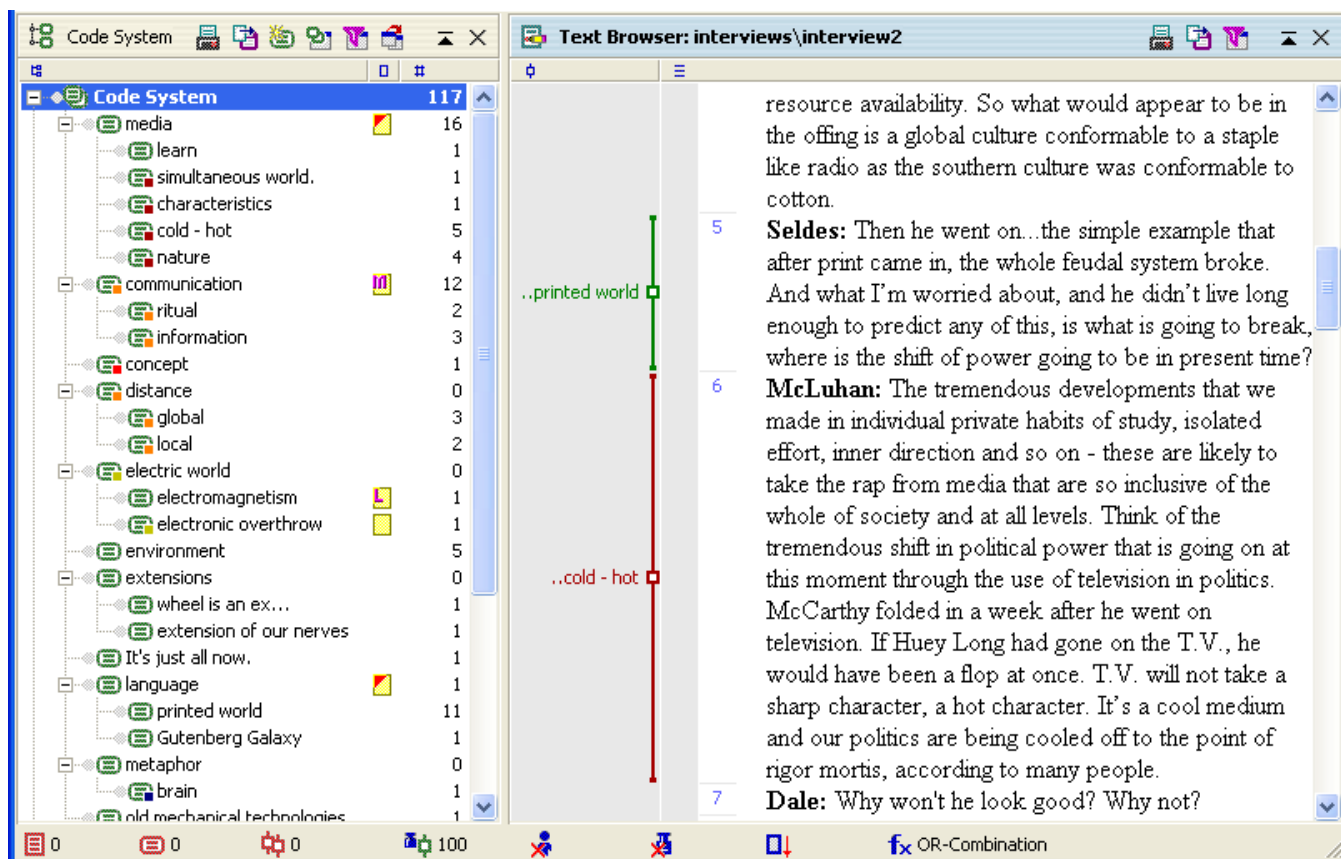 Code System
Code System 117
media 16
learn 1
simultaneous world. 1
characteristics 1
cold - hot 5
nature 4
communication M 12
ritual 2
information 3
concept 1
distance 0
global 3
local 2
electric world 0
electromagnetism L 1
electronic overthrow 1
environment 5
extensions 0
wheel is an ex... 1
extension of our nerves 1
It's just all now. 1
language 1
printed world 11
Gutenberg Galaxy 1
metaphor 0
brain 1
old mechanical technologies 1
Text Browser: interviews\interview2
resource availability. So what would appear to be in
the offing is a global culture conformable to a staple
like radio as the southern culture was conformable to
cotton.
5 Seldes: Then he went on...the simple example that
after print came in, the whole feudal system broke.
..printed world And what I'm worried about, and he didn't live long
enough to predict any of this, is what is going to break,
where is the shift of power going to be in present time?
6 McLuhan: The tremendous developments that we
made in individual private habits of study, isolated
effort, inner direction and so on - these are likely to
take the rap from media that are so inclusive of the
whole of society and at all levels. Think of the
tremendous shift in political power that is going on at
..cold - hot this moment through the use of television in politics.
McCarthy folded in a week after he went on
television. If Huey Long had gone on the T.V., he
would have been a flop at once. T.V. will not take a
sharp character, a hot character. It's a cool medium
and our politics are being cooled off to the point of
rigor mortis, according to many people.
7 Dale: Why won't he look good? Why not?
0 0 0 100 fx OR-Combination